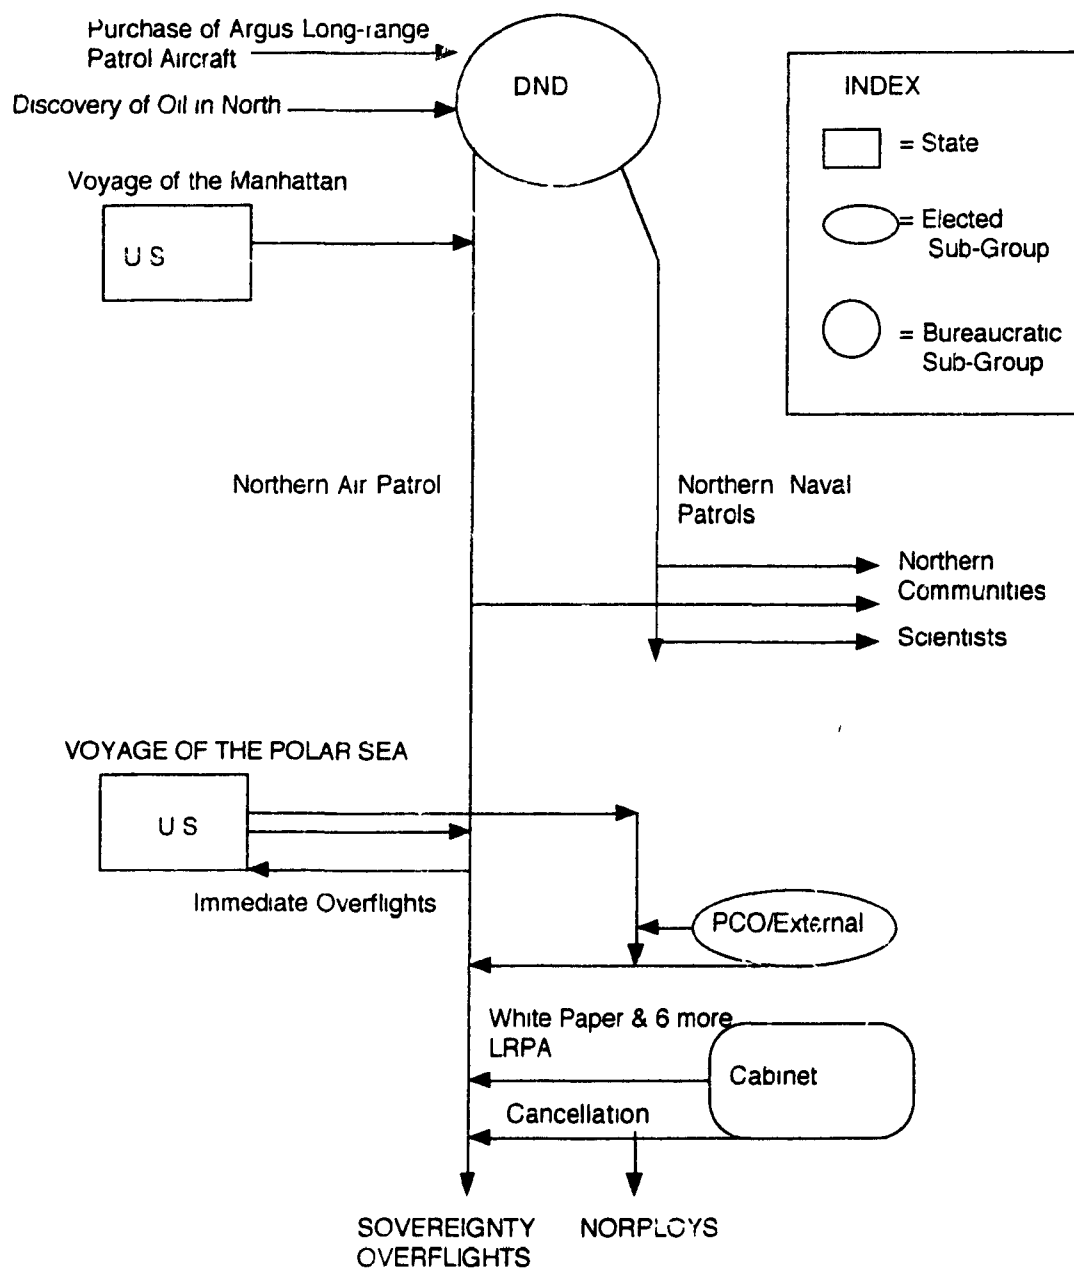 Purchase of Argus Long-range
Patrol Aircraft
DND
Discovery of Oil in North
INDEX
= State
= Elected
Sub-Group
= Bureaucratic
Sub-Group
Voyage of the Manhattan
U S
Northern Air Patrol
Northern Naval
Patrols
Northern
Communities
Scientists
VOYAGE OF THE POLAR SEA
U S
Immediate Overflights
PCO/External
White Paper & 6 more
LRPA
Cabinet
Cancellation
SOVEREIGNTY
OVERFLIGHTS
NORPLOYS